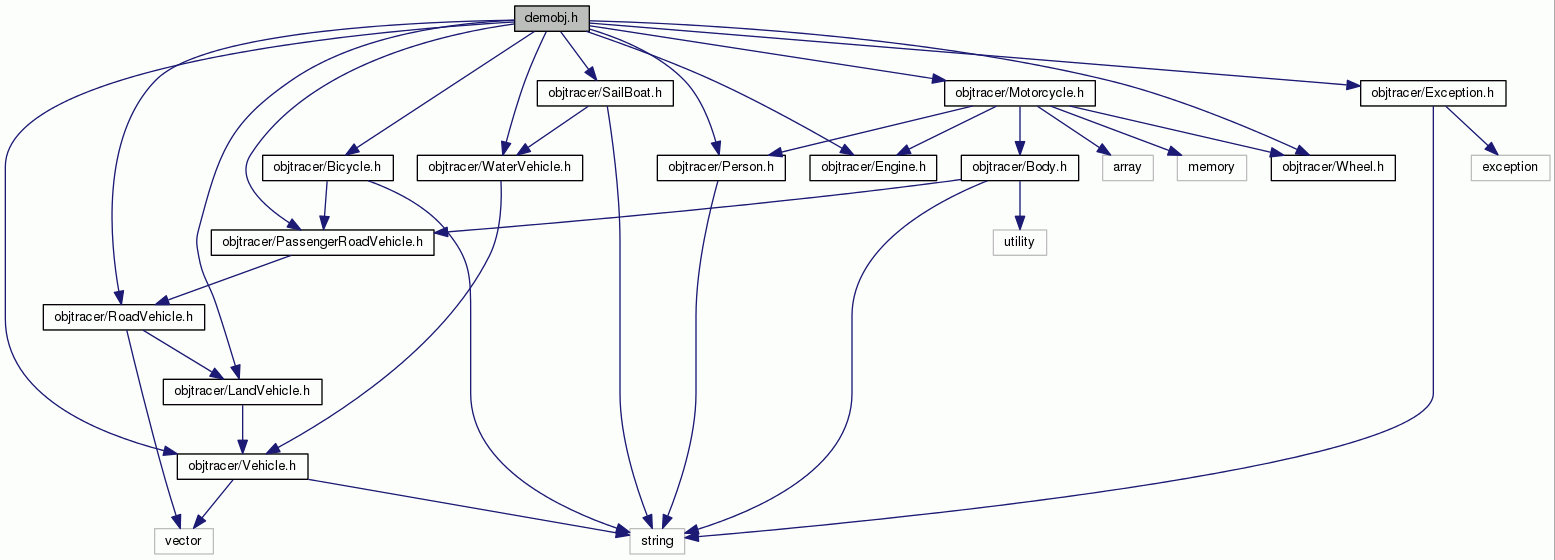 demobj.h
objtracer/SailBoat.h
objtracer/Motorcycle.h
objtracer/Exception.h
objtracer/Bicycle.h
objtracer/WaterVehicle.h
objtracer/Person.h
objtracer/Engine.h
objtracer/Body.h
array
memory
objtracer/Wheel.h
exception
objtracer/PassengerRoadVehicle.h
utility
objtracer/RoadVehicle.h
objtracer/LandVehicle.h
objtracer/Vehicle.h
vector
string